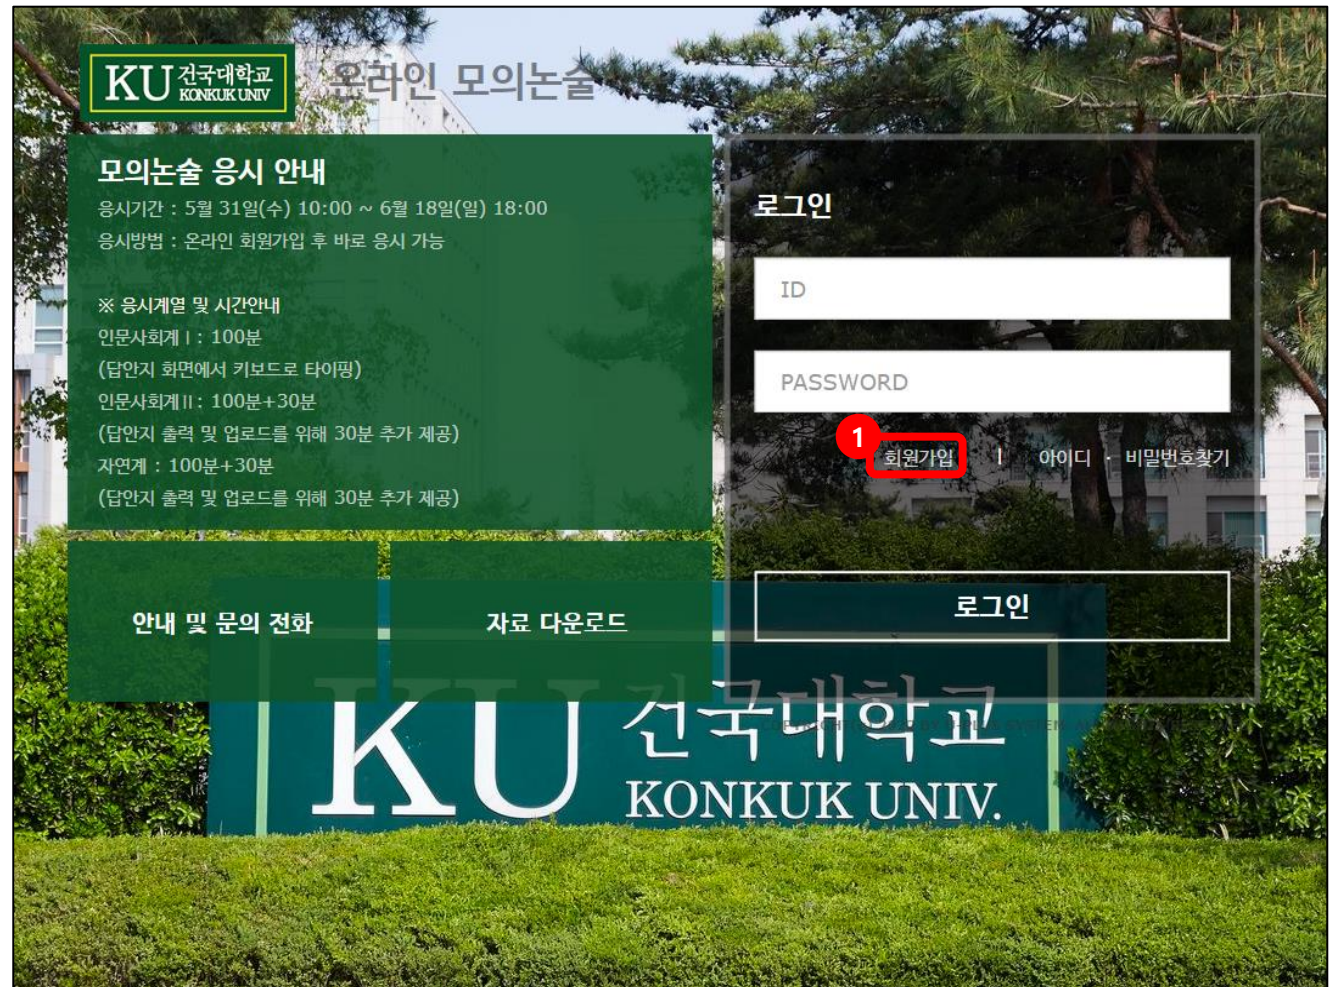 KU 건국대학교
KONKUK UNIV
온라인 모의논술
모의논술 응시 안내
응시기간 : 5월 31일(수) 10:00 ~ 6월 18일(일) 18:00
응시방법 : 온라인 회원가입 후 바로 응시 가능
※ 응시계열 및 시간안내
인문사회계 I : 100분
(답안지 화면에서 키보드로 타이핑)
인문사회계 II : 100분+30분
(답안지 출력 및 업로드를 위해 30분 추가 제공)
자연계 : 100분+30분
(답안지 출력 및 업로드를 위해 30분 추가 제공)
안내 및 문의 전화
자료 다운로드
로그인
ID
PASSWORD
1
회원가입 | 아이디 · 비밀번호찾기
로그인
KU 건국대학교
KONKUK UNIV.